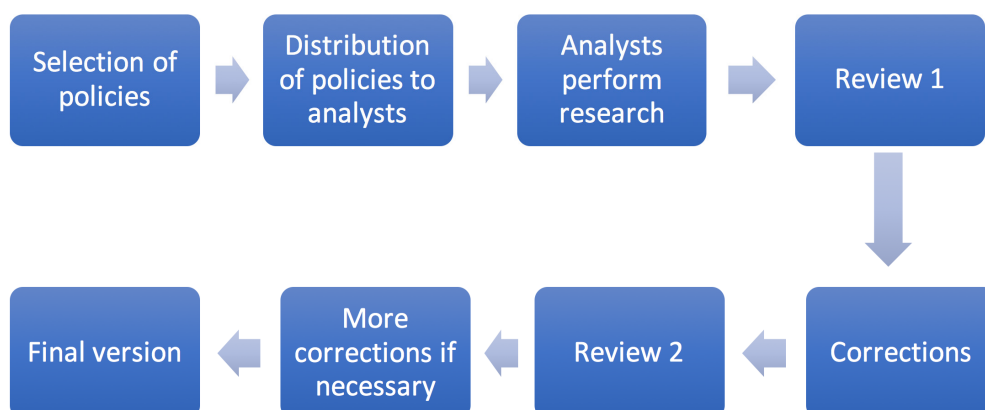 Selection of
policies
Distribution
of policies to
analysts
Analysts
perform
research
Review 1
Corrections
Review 2
More
corrections if
necessary
Final version